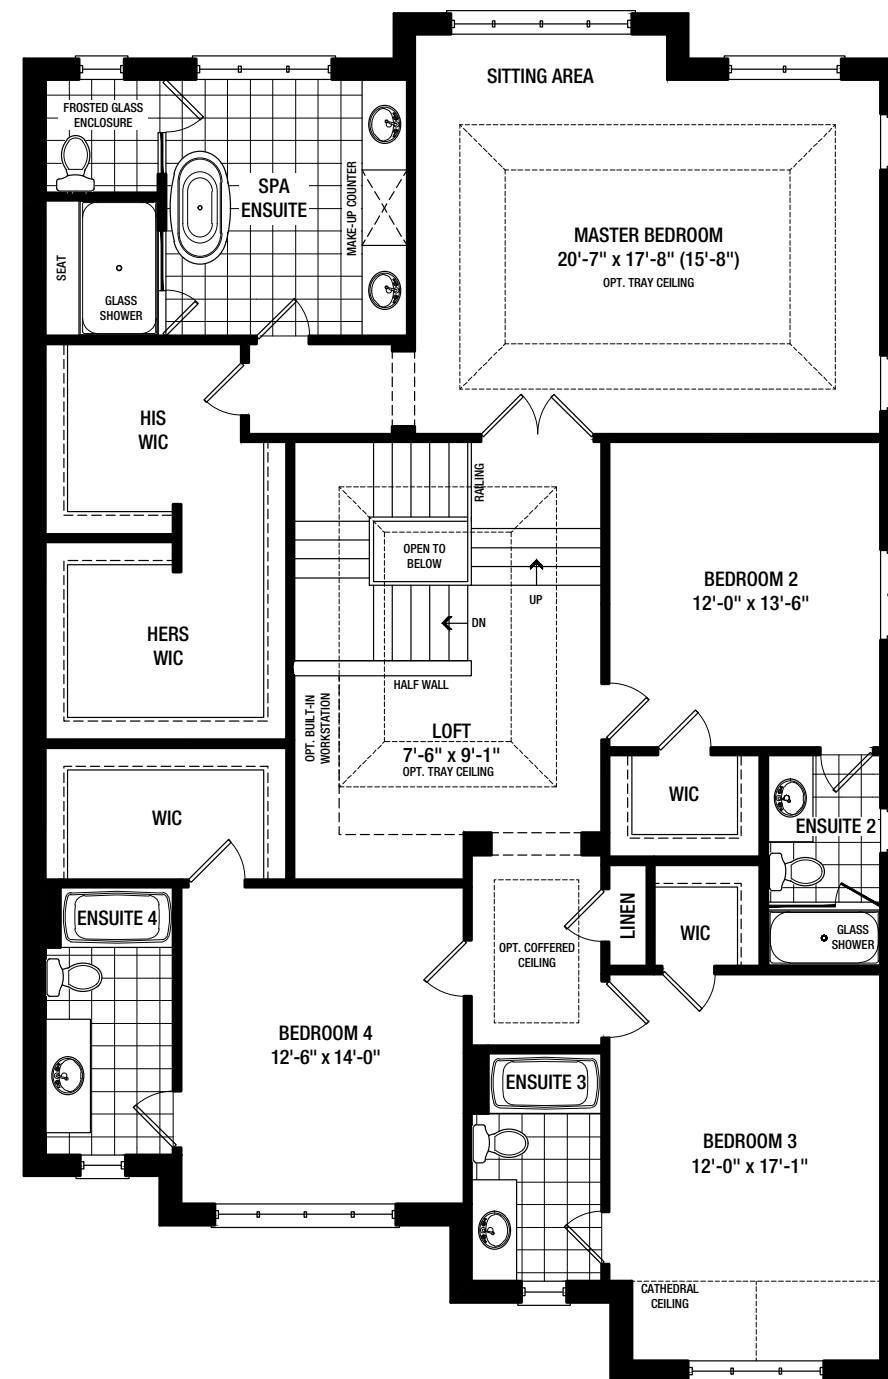 SITTING AREA
FROSTED GLASS
ENCLOSURE
SPA
ENSUITE
MAKE-UP COUNTER
MASTER BEDROOM
20'-7" x 17'-8" (15'-8")
OPT. TRAY CEILING
SEAT
GLASS
SHOWER
HIS
WIC
RAILING
OPEN TO
BELOW
UP
DN
BEDROOM 2
12'-0" x 13'-6"
HERS
WIC
HALF WALL
OPT. BUILT-IN
WORKSTATION
LOFT
7'-6" x 9'-1"
OPT. TRAY CEILING
WIC
WIC
ENSUITE 2
ENSUITE 4
LINEN
WIC
GLASS
SHOWER
OPT. COFFERED
CEILING
BEDROOM 4
12'-6" x 14'-0"
ENSUITE 3
BEDROOM 3
12'-0" x 17'-1"
CATHEDRAL
CEILING